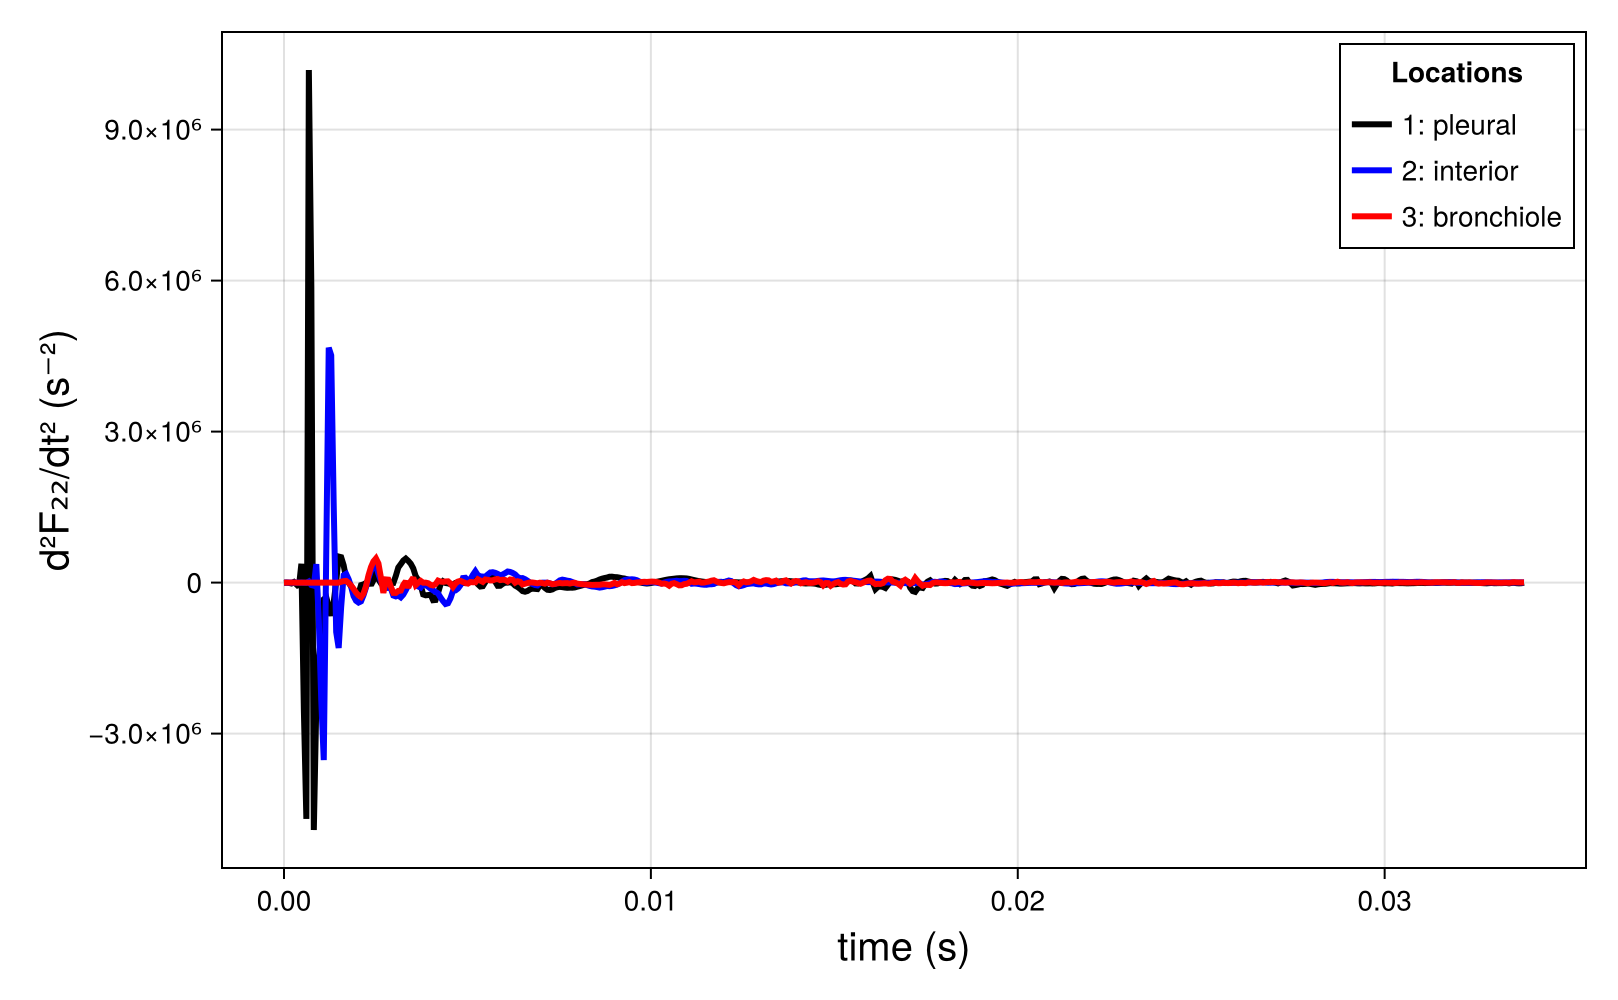 Locations
1: pleural
2: interior
3: bronchiole
9.0×10⁶
6.0×10⁶
3.0×10⁶
0
−3.0×10⁶
d²F₂₂/dt² (s⁻²)
0.00 0.01 0.02 0.03
time (s)